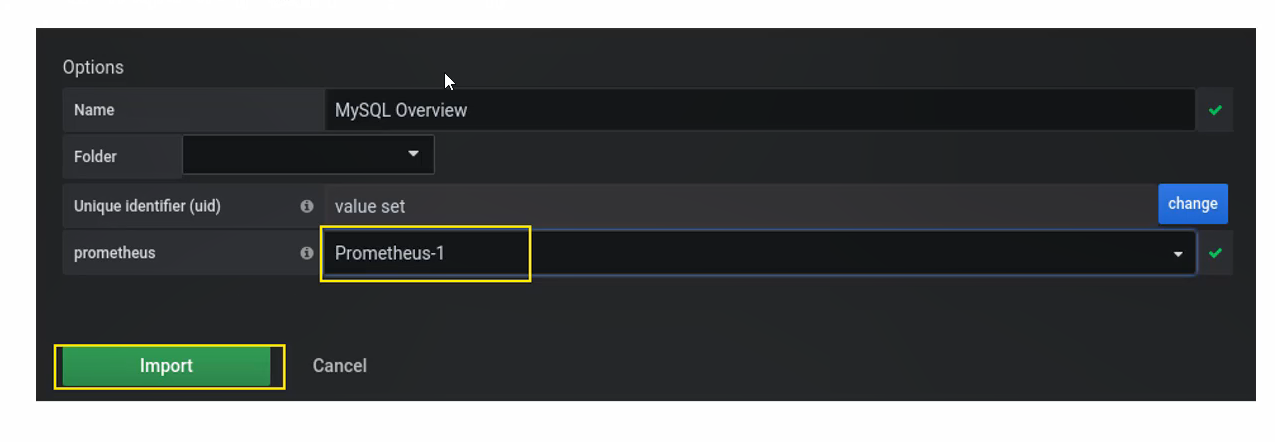 Options
Name MySQL Overview
Folder
Unique identifier (uid) value set change
prometheus Prometheus-1
Import Cancel